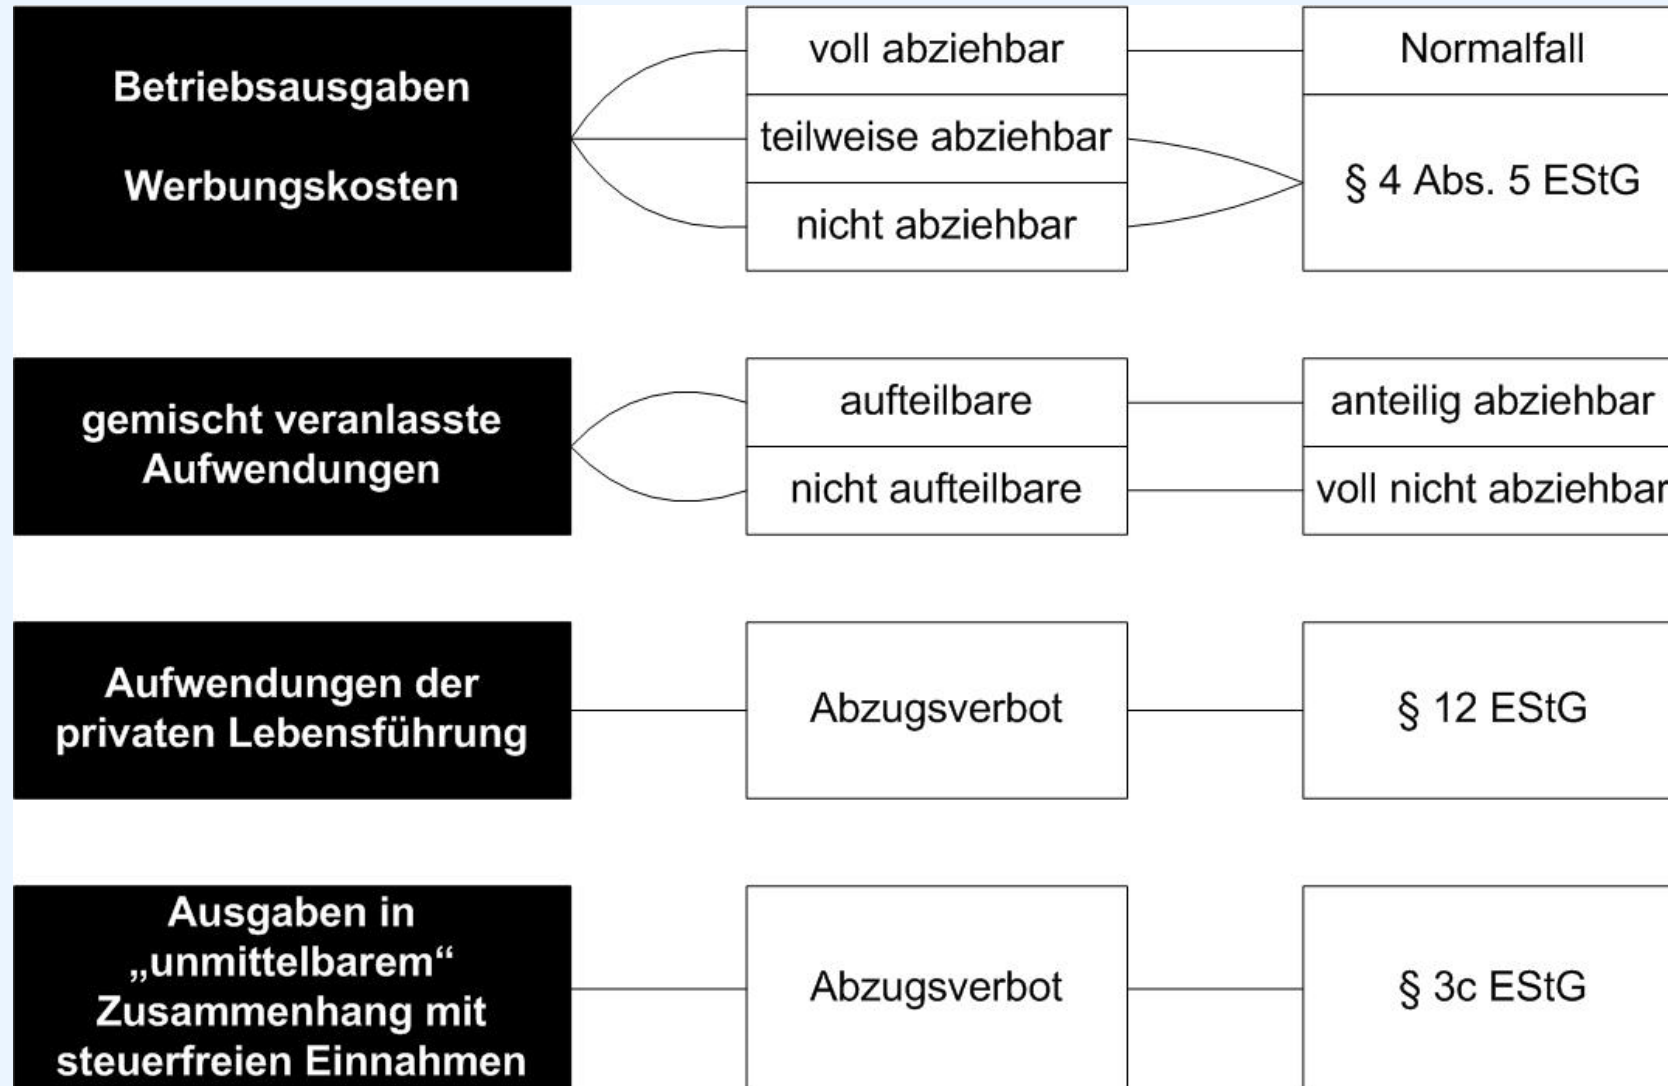 Betriebsausgaben
Werbungskosten
voll abziehbar
teilweise abziehbar
nicht abziehbar
Normalfall
§ 4 Abs. 5 EStG
gemischt veranlasste
Aufwendungen
aufteilbare
nicht aufteilbare
anteilig abziehbar
voll nicht abziehbar
Aufwendungen der
privaten Lebensführung
Abzugsverbot
§ 12 EStG
Ausgaben in
„unmittelbarem“
Zusammenhang mit
steuerfreien Einnahmen
Abzugsverbot
§ 3c EStG